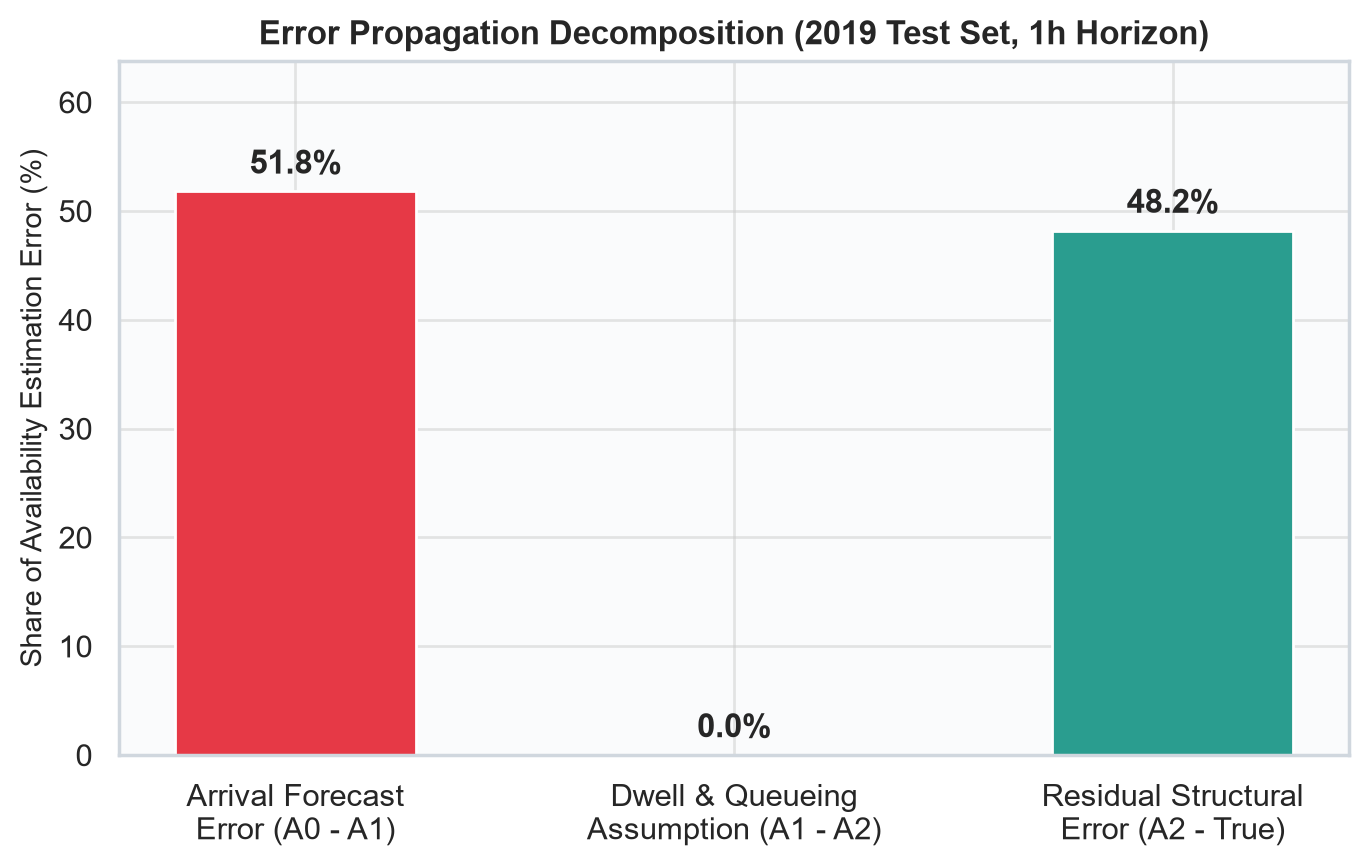 Error Propagation Decomposition (2019 Test Set, 1h Horizon)
Share of Availability Estimation Error (%)
60
50
40
30
20
10
0
51.8%
0.0%
48.2%
Arrival Forecast
Error (A0 - A1)
Dwell & Queueing
Assumption (A1 - A2)
Residual Structural
Error (A2 - True)